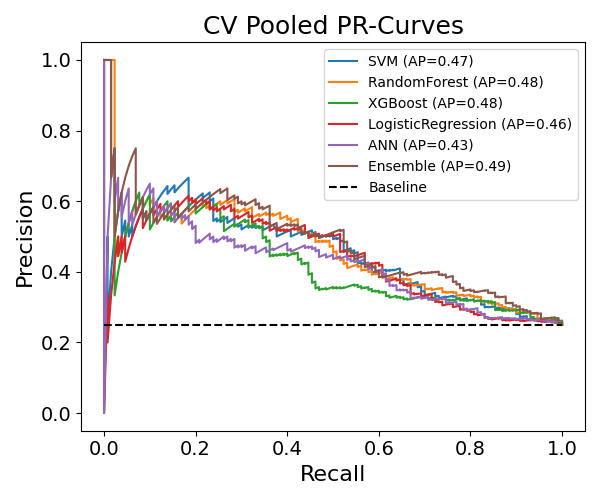 CV Pooled PR-Curves
SVM (AP=0.47)
RandomForest (AP=0.48)
XGBoost (AP=0.48)
LogisticRegression (AP=0.46)
ANN (AP=0.43)
Ensemble (AP=0.49)
Baseline
Precision
1.0
0.8
0.6
0.4
0.2
0.0
0.0 0.2 0.4 0.6 0.8 1.0
Recall